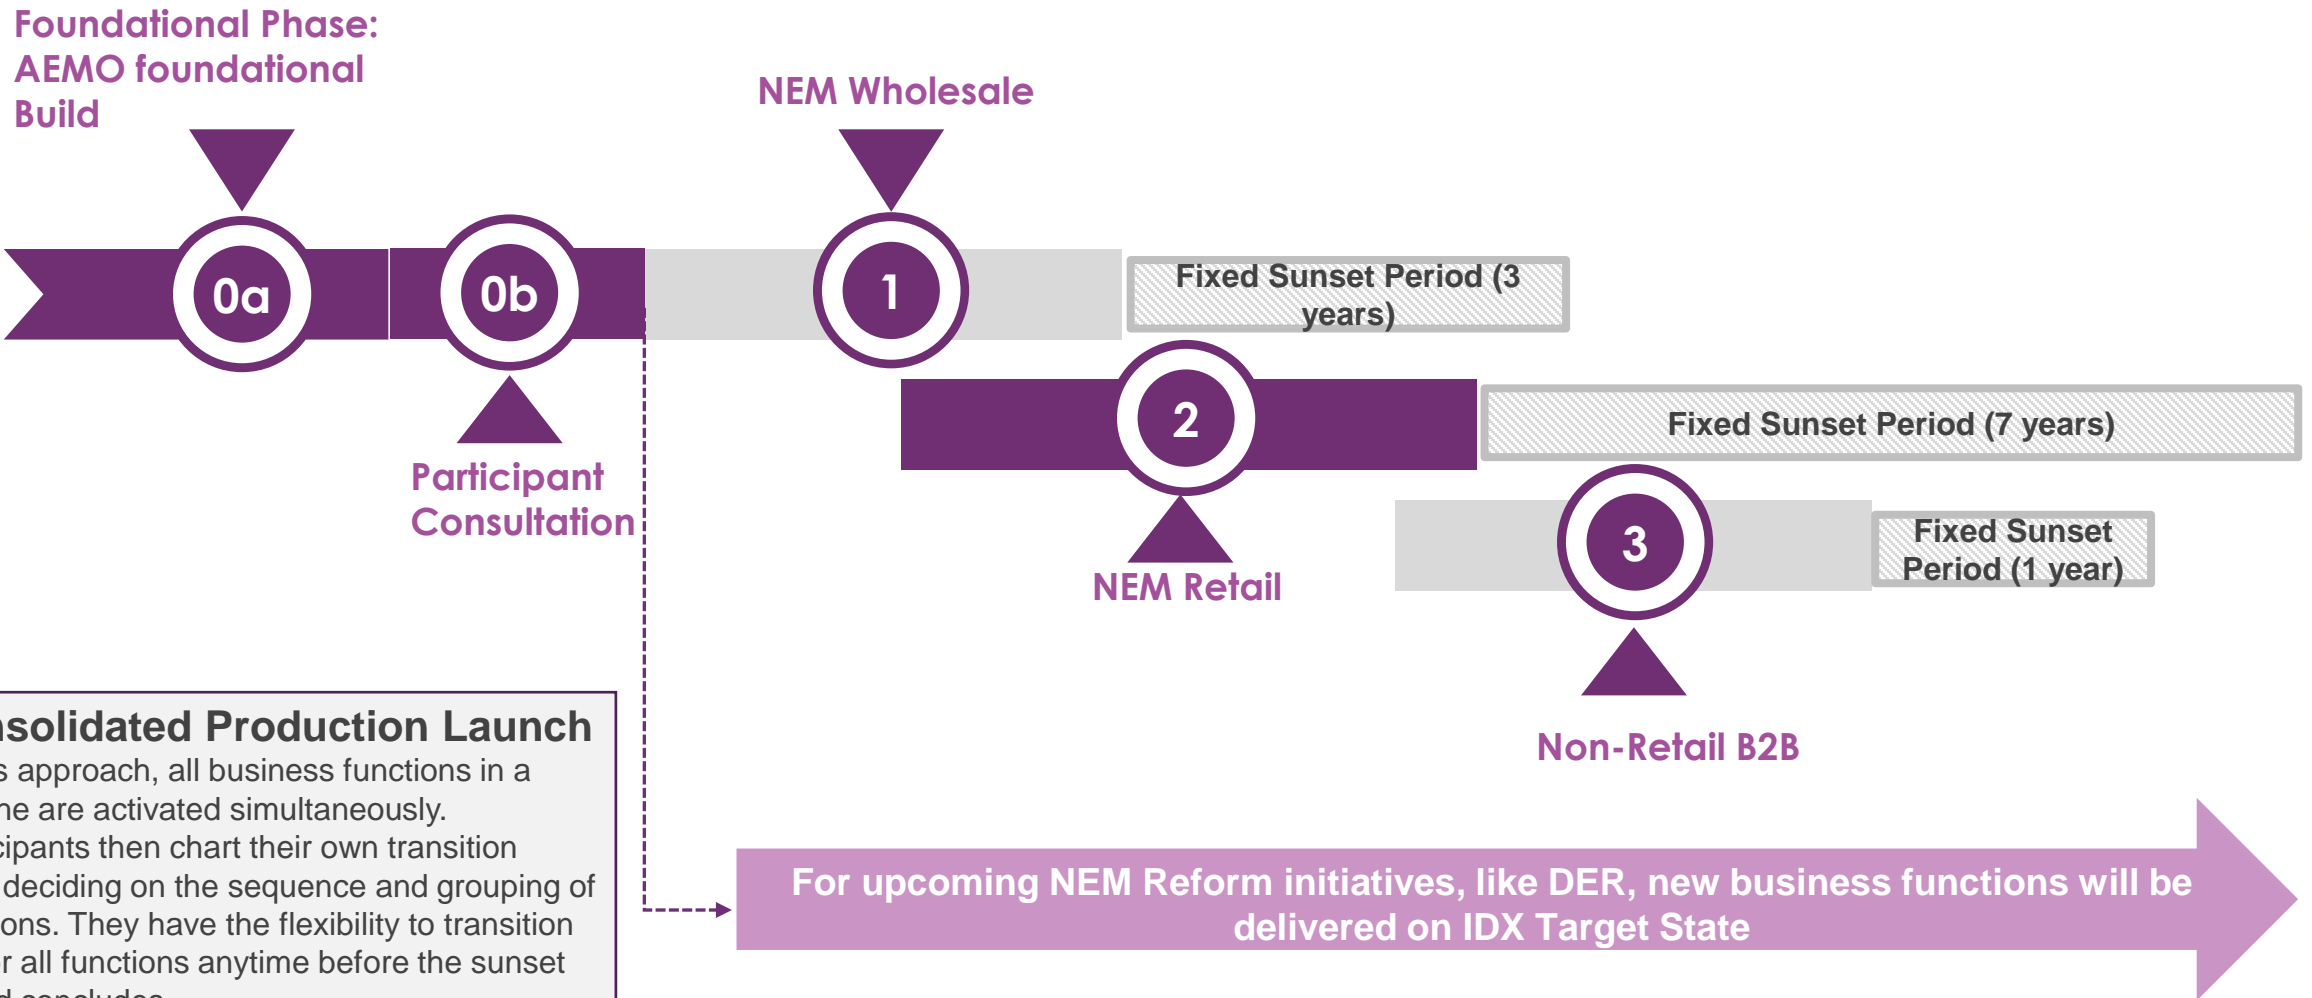 Foundational Phase:
AEMO foundational
Build
NEM Wholesale
0a
0b
1
Fixed Sunset Period (3
years)
2
Fixed Sunset Period (7 years)
Participant
Consultation
3
Fixed Sunset
Period (1 year)
NEM Retail
Non-Retail B2B
nsolidated Production Launch
s approach, all business functions in a
ne are activated simultaneously.
cipants then chart their own transition
deciding on the sequence and grouping of
ons. They have the flexibility to transition
r all functions anytime before the sunset
d concludes
For upcoming NEM Reform initiatives, like DER, new business functions will be
delivered on IDX Target State